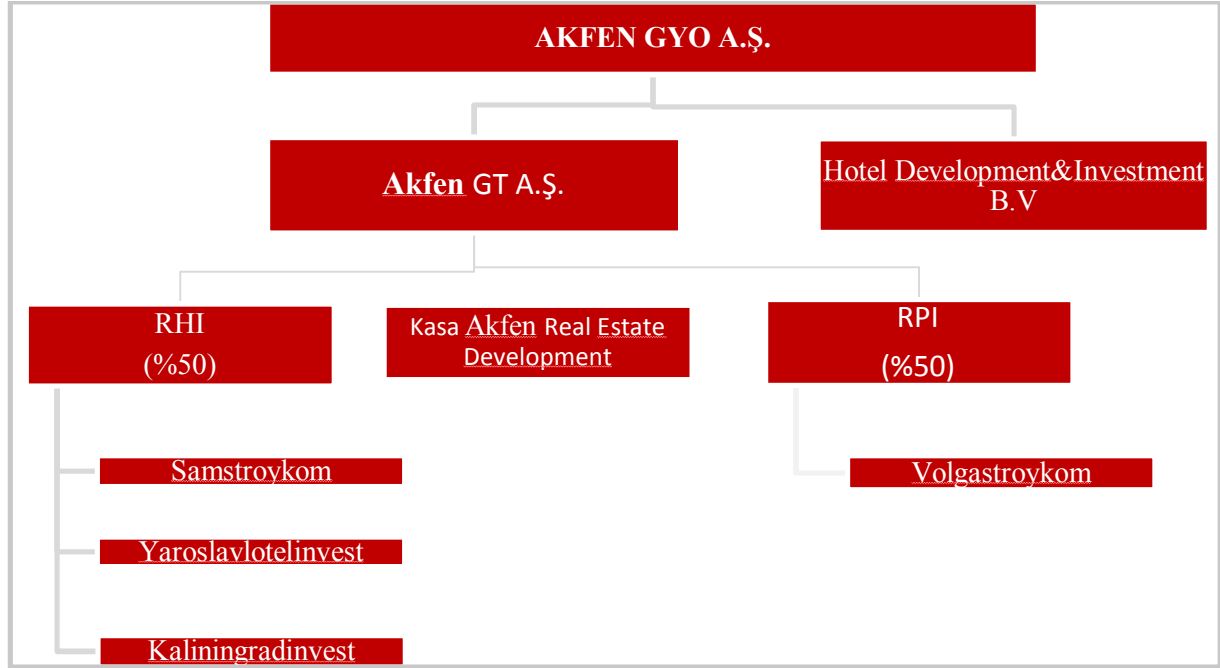 AKFEN GYO A.Ş.
Akfen GT A.Ş.
Hotel Development&Investment
B.V
RHI
(%50)
Kasa Akfen Real Estate
Development
RPI
(%50)
Samstroykom
Volgastroykom
Yaroslavlotelinvest
Kaliningradinvest